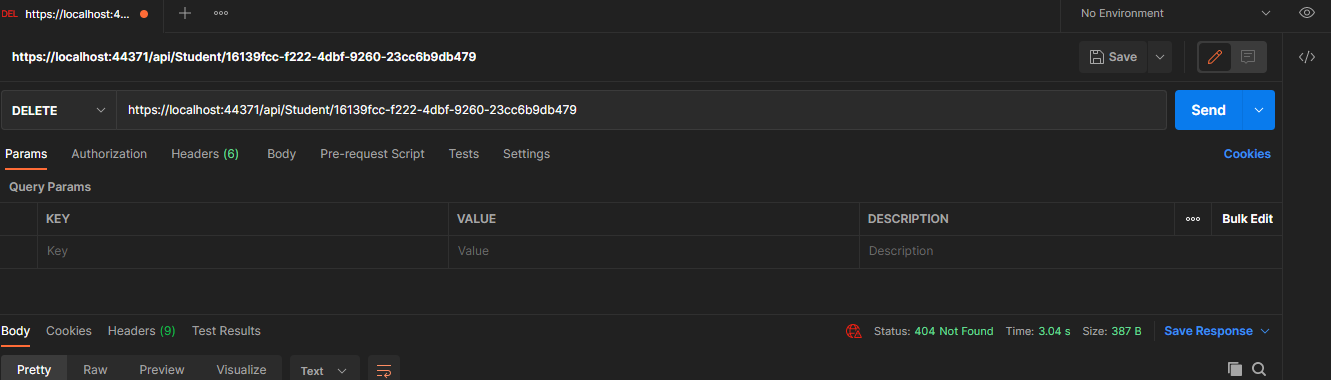 DEL https://localhost:4... No Environment
https://localhost:44371/api/Student/16139fcc-f222-4dbf-9260-23cc6b9db479 Save </>
DELETE https://localhost:44371/api/Student/16139fcc-f222-4dbf-9260-23cc6b9db479 Send
Params Authorization Headers (6) Body Pre-request Script Tests Settings Cookies
Query Params
KEY VALUE DESCRIPTION Bulk Edit
Key Value Description
Body Cookies Headers (9) Test Results Status: 404 Not Found Time: 3.04 s Size: 387 B Save Response
Pretty Raw Preview Visualize Text